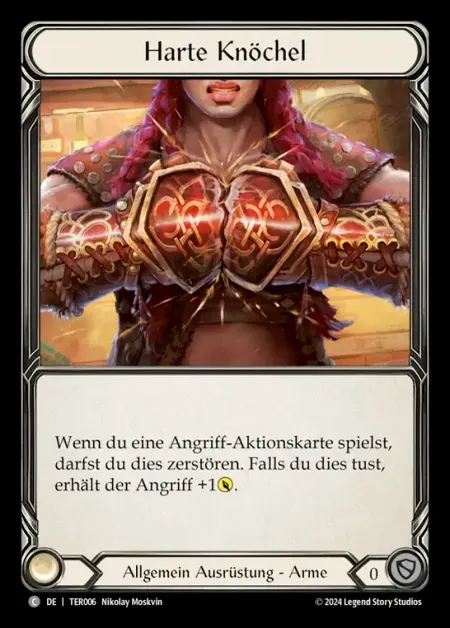 Harte Knöchel
Wenn du eine Angriff-Aktionskarte spielst,
darfst du dies zerstören. Falls du dies tust,
erhält der Angriff +1.
Allgemein Ausrüstung - Arme
0
C DE | TER006 Nikolay Moskvin
© 2024 Legend Story Studios